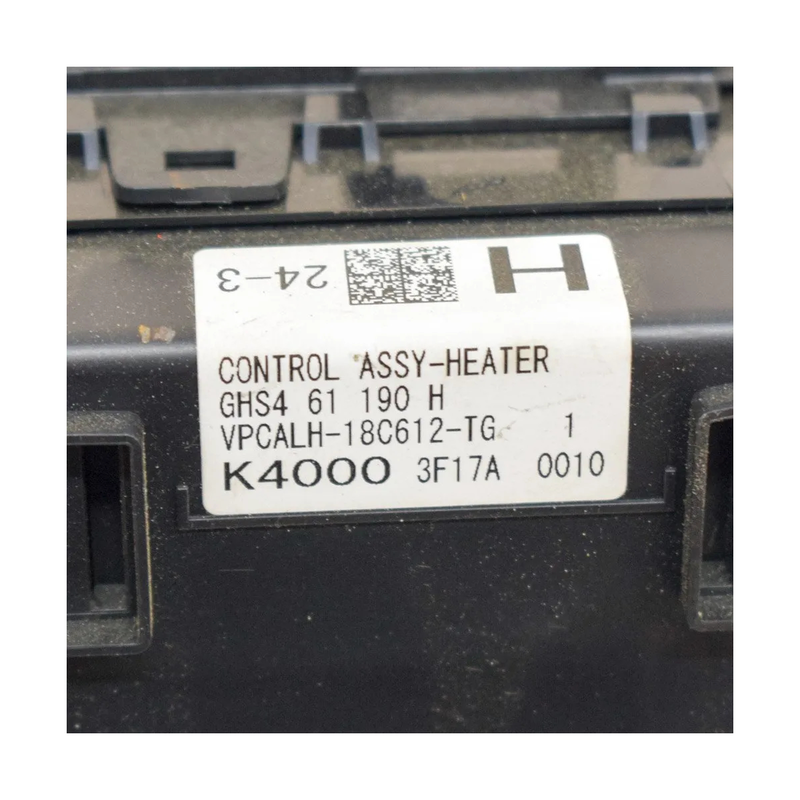 24-3 H
CONTROL ASSY-HEATER
GHS4 61 190 H
VPCALH-18C612-TG 1
K4000 3F17A 0010